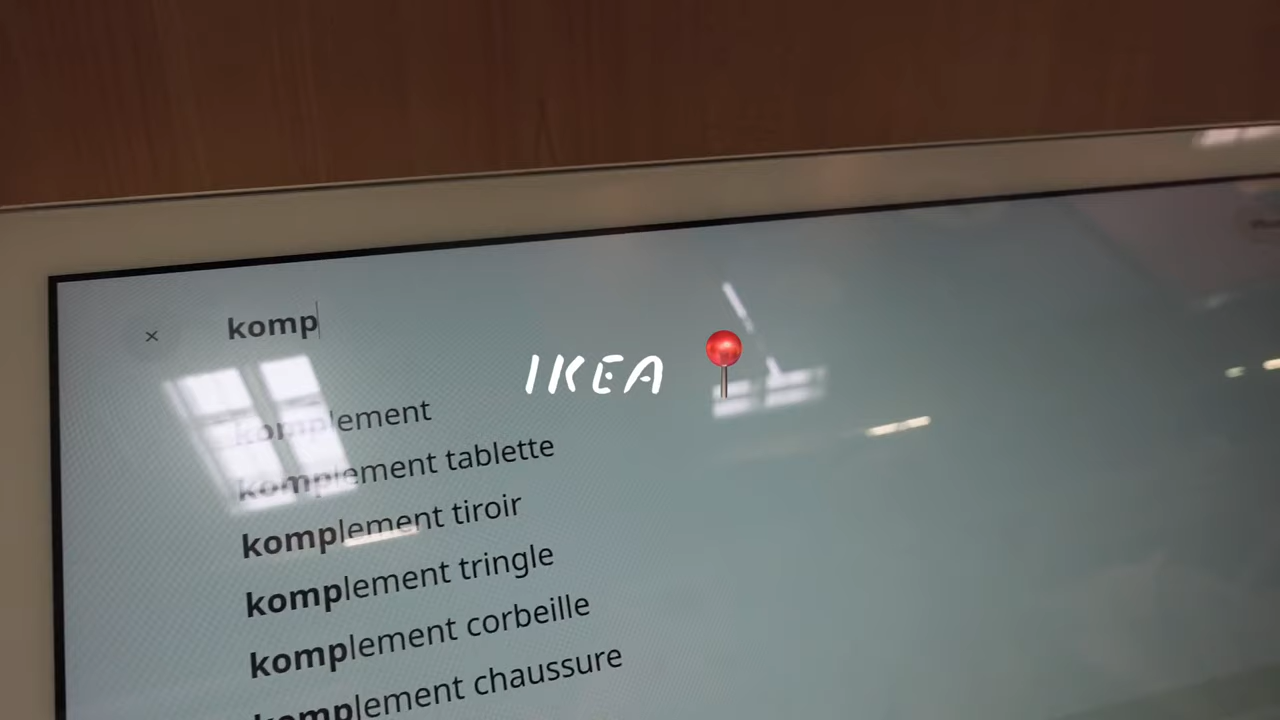 komp
IKEA
komplement
komplement tablette
komplement tiroir
komplement tringle
komplement corbeille
komplement chaussure